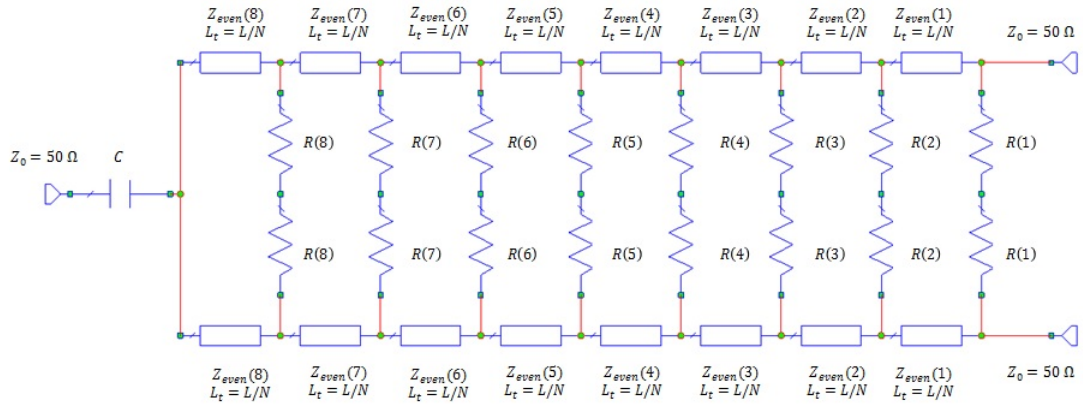 Z_even(8) Z_even(7) Z_even(6) Z_even(5) Z_even(4) Z_even(3) Z_even(2) Z_even(1)
L_t = L/N L_t = L/N L_t = L/N L_t = L/N L_t = L/N L_t = L/N L_t = L/N L_t = L/N
Z_0 = 50 Ω
R(8) R(7) R(6) R(5) R(4) R(3) R(2) R(1)
Z_0 = 50 Ω C
R(8) R(7) R(6) R(5) R(4) R(3) R(2) R(1)
Z_even(8) Z_even(7) Z_even(6) Z_even(5) Z_even(4) Z_even(3) Z_even(2) Z_even(1)
L_t = L/N L_t = L/N L_t = L/N L_t = L/N L_t = L/N L_t = L/N L_t = L/N L_t = L/N
Z_0 = 50 Ω